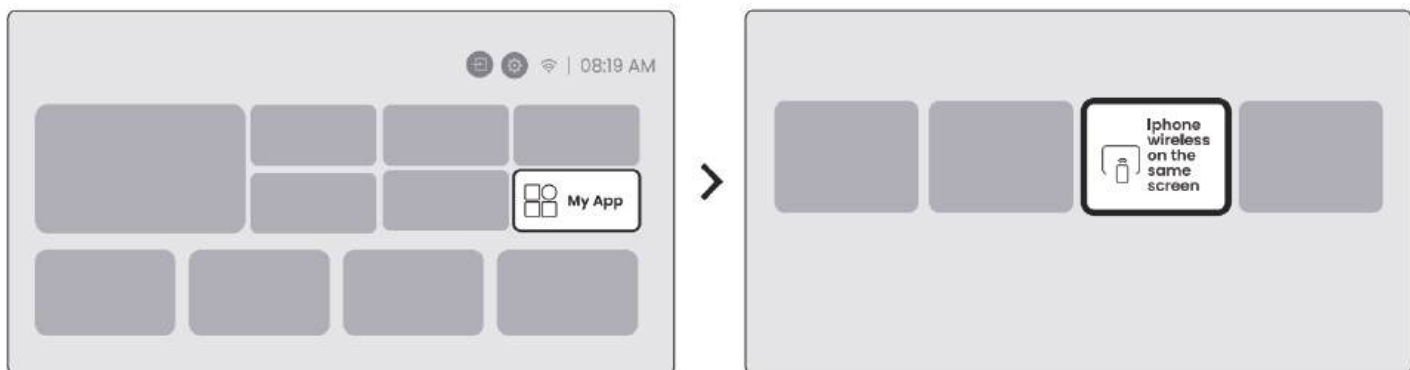 | 08:19 AM
My App
Iphone
wireless
on the
same
screen